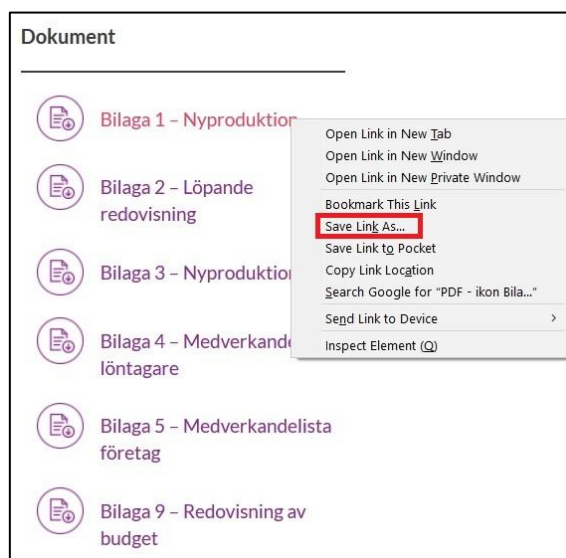 Dokument
Bilaga 1 – Nyproduktion
Bilaga 2 – Löpande
redovisning
Bilaga 3 – Nyproduktion
Bilaga 4 – Medverkande
löntagare
Bilaga 5 – Medverkandelista
företag
Bilaga 9 – Redovisning av
budget
Open Link in New Tab
Open Link in New Window
Open Link in New Private Window
Bookmark This Link
Save Link As...
Save Link to Pocket
Copy Link Location
Search Google for "PDF - ikon Bila..."
Send Link to Device
Inspect Element (Q)